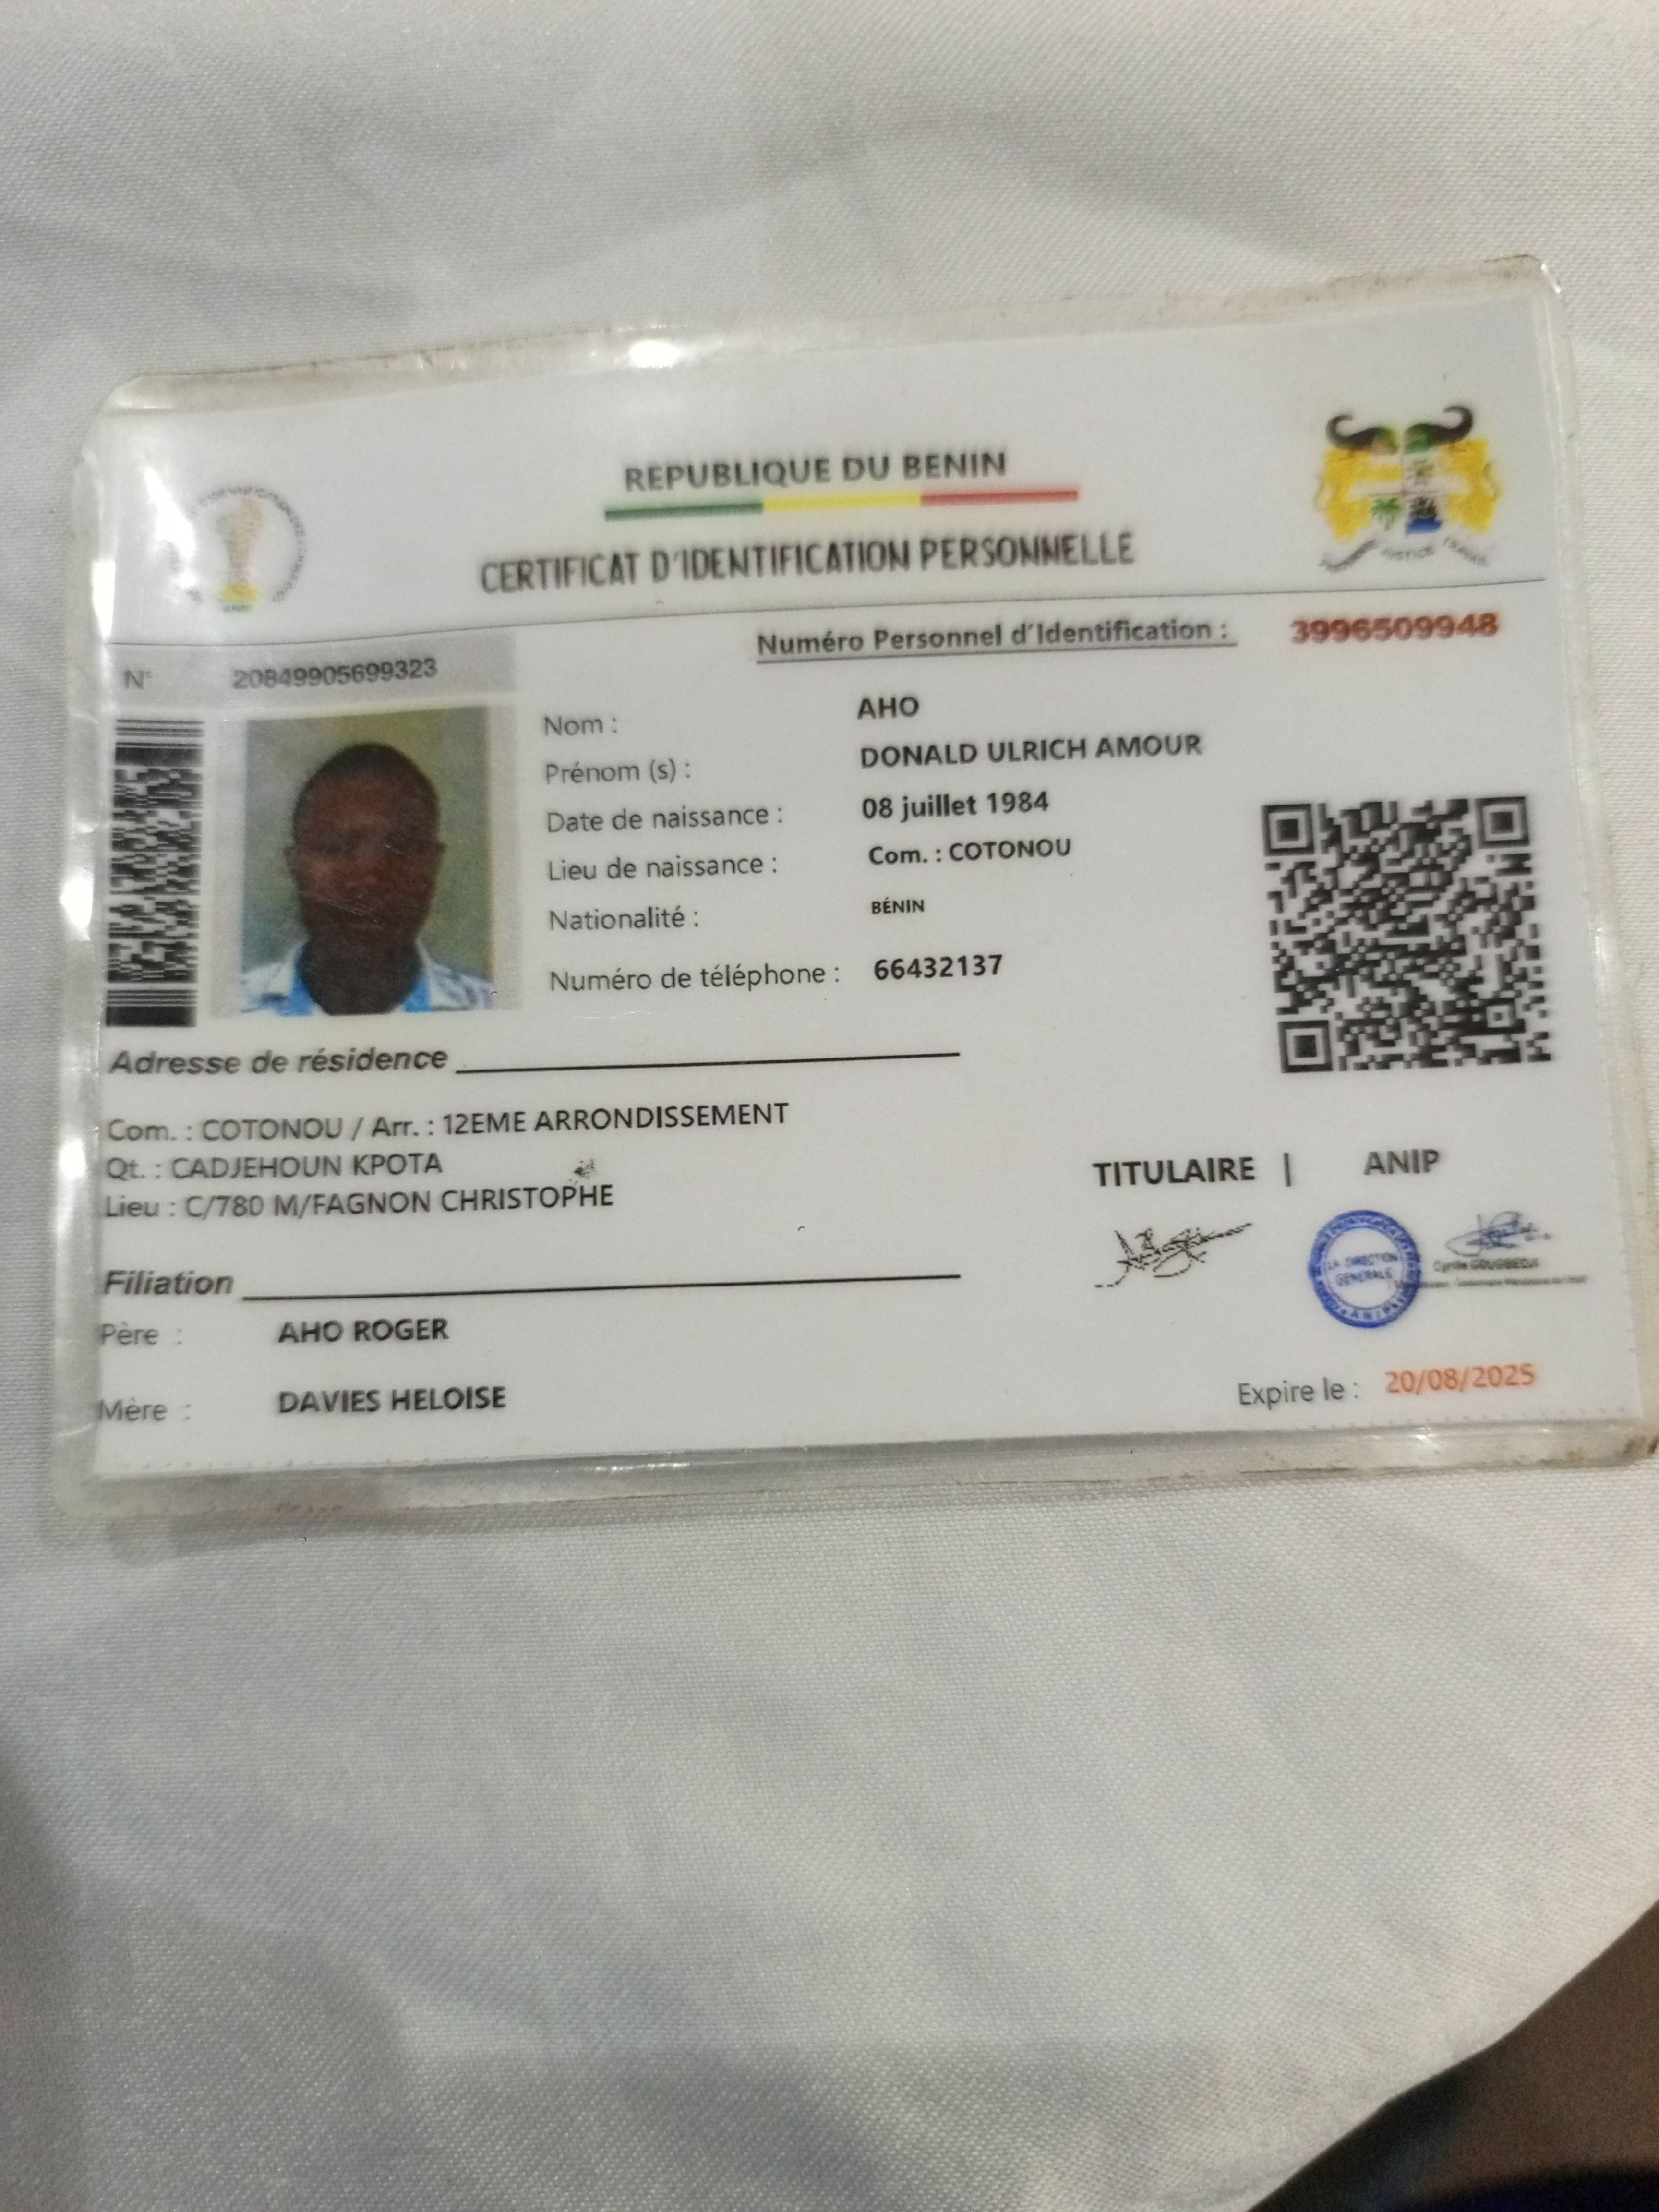 REPUBLIQUE DU BENIN
CERTIFICAT D'IDENTIFICATION PERSONNELLE
Numéro Personnel d'Identification : 3996509948
N° 20849905699323
Nom : AHO
Prénom (s) : DONALD ULRICH AMOUR
Date de naissance : 08 juillet 1984
Lieu de naissance : Com. : COTONOU
Nationalité : BÉNIN
Numéro de téléphone : 66432137
Adresse de résidence
Com. : COTONOU / Arr. : 12EME ARRONDISSEMENT
Qt. : CADJEHOUN KPOTA
Lieu : C/780 M/FAGNON CHRISTOPHE
TITULAIRE | ANIP
LA DIRECTION
GENERALE
Filiation
Père : AHO ROGER
Mère : DAVIES HELOISE
Expire le : 20/08/2025